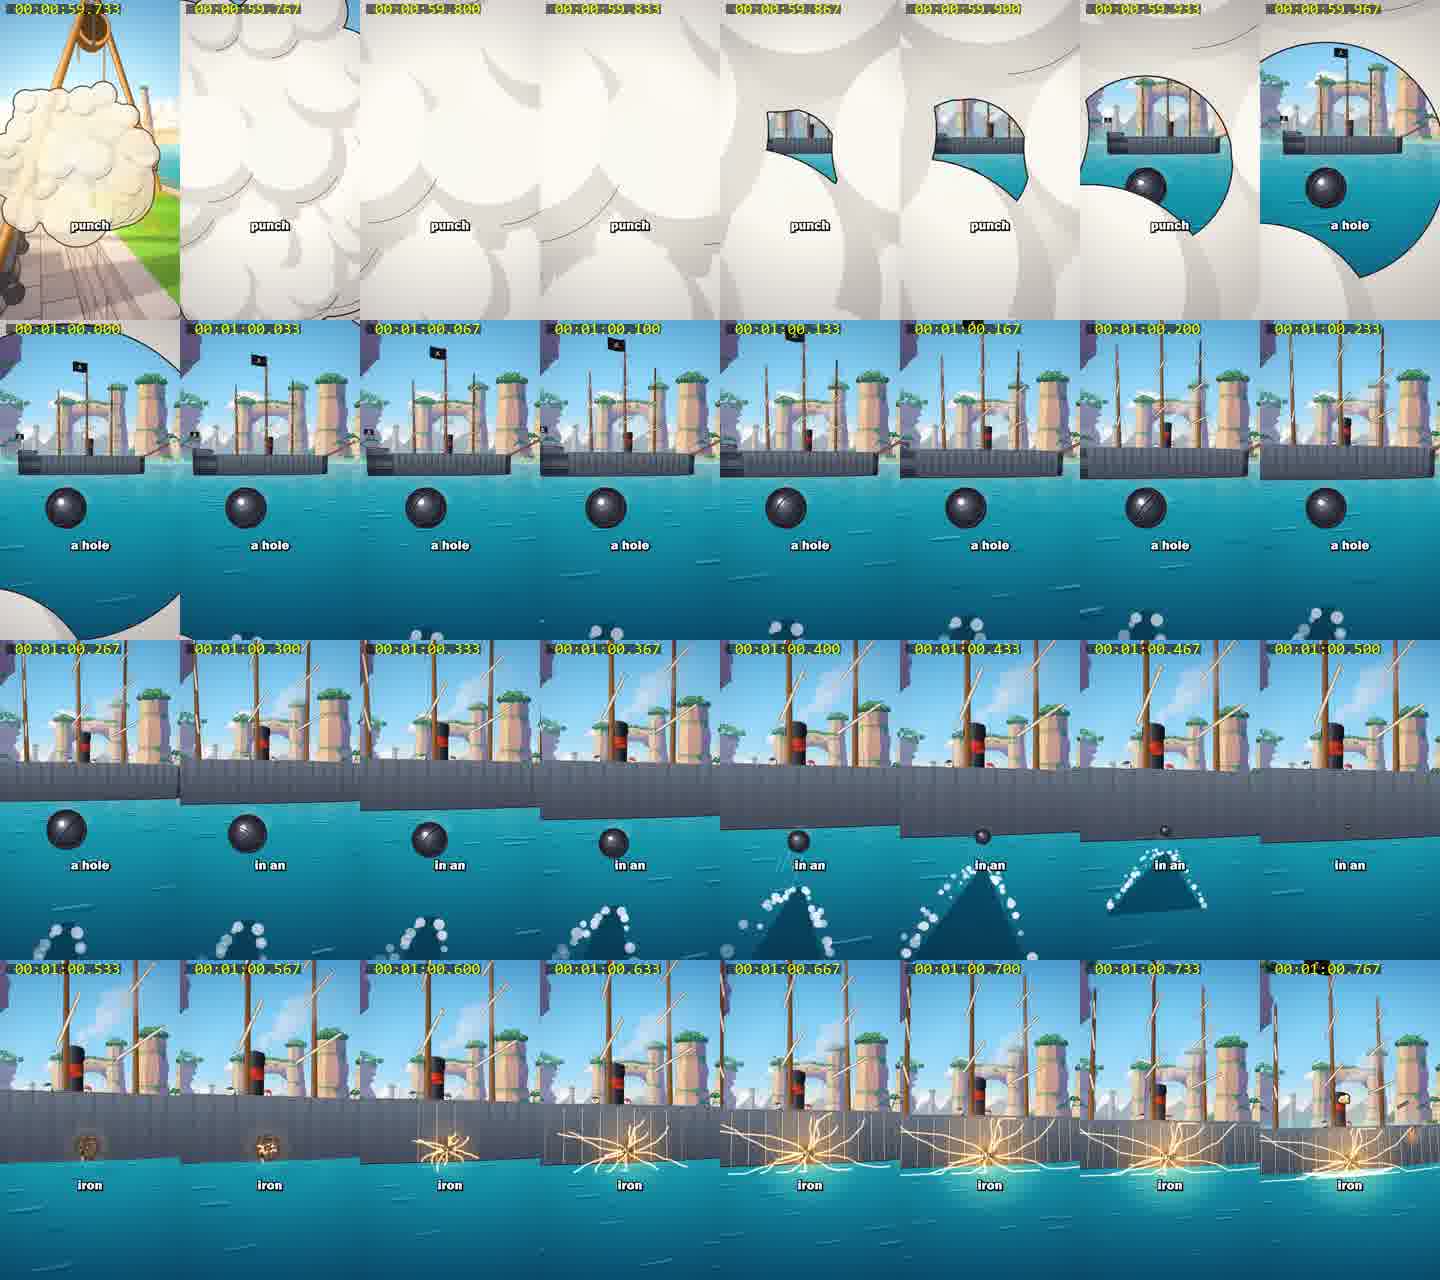 00:00:59.733 00:00:59.767 00:00:59.800 00:00:59.833 00:00:59.867 00:00:59.900 00:00:59.933 00:00:59.967
punch punch punch punch punch punch punch a hole
00:01:00.000 00:01:00.033 00:01:00.067 00:01:00.100 00:01:00.133 00:01:00.167 00:01:00.200 00:01:00.233
a hole a hole a hole a hole a hole a hole a hole a hole
00:01:00.267 00:01:00.300 00:01:00.333 00:01:00.367 00:01:00.400 00:01:00.433 00:01:00.467 00:01:00.500
a hole in an in an in an in an in an in an in an
00:01:00.533 00:01:00.567 00:01:00.600 00:01:00.633 00:01:00.667 00:01:00.700 00:01:00.733 00:01:00.767
iron iron iron iron iron iron iron iron